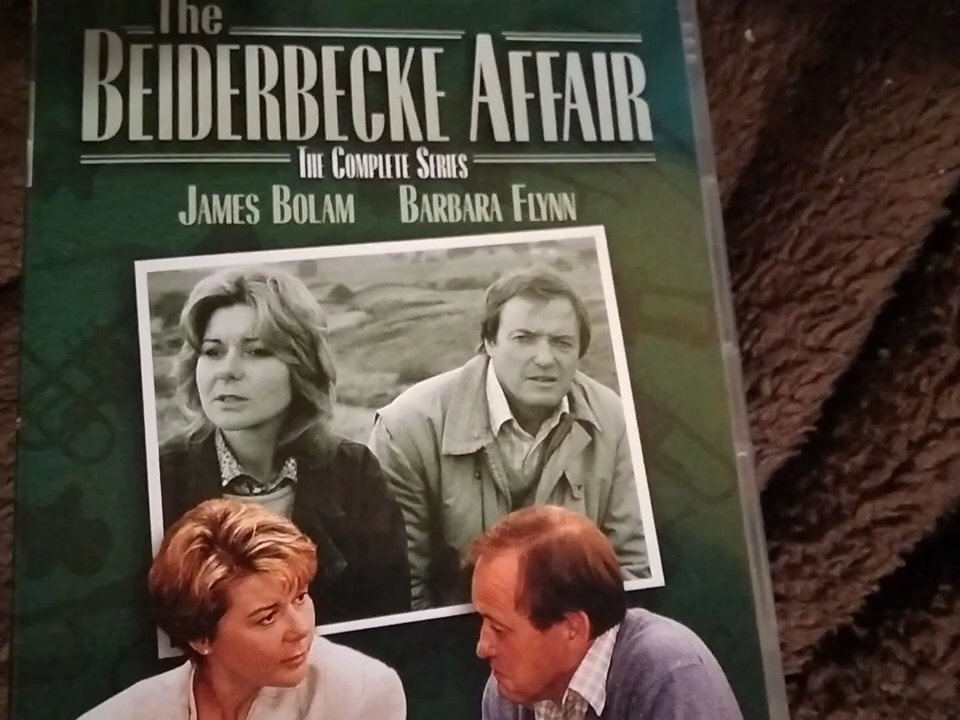 The
BEIDERBECKE AFFAIR
THE COMPLETE SERIES
JAMES BOLAM BARBARA FLYNN